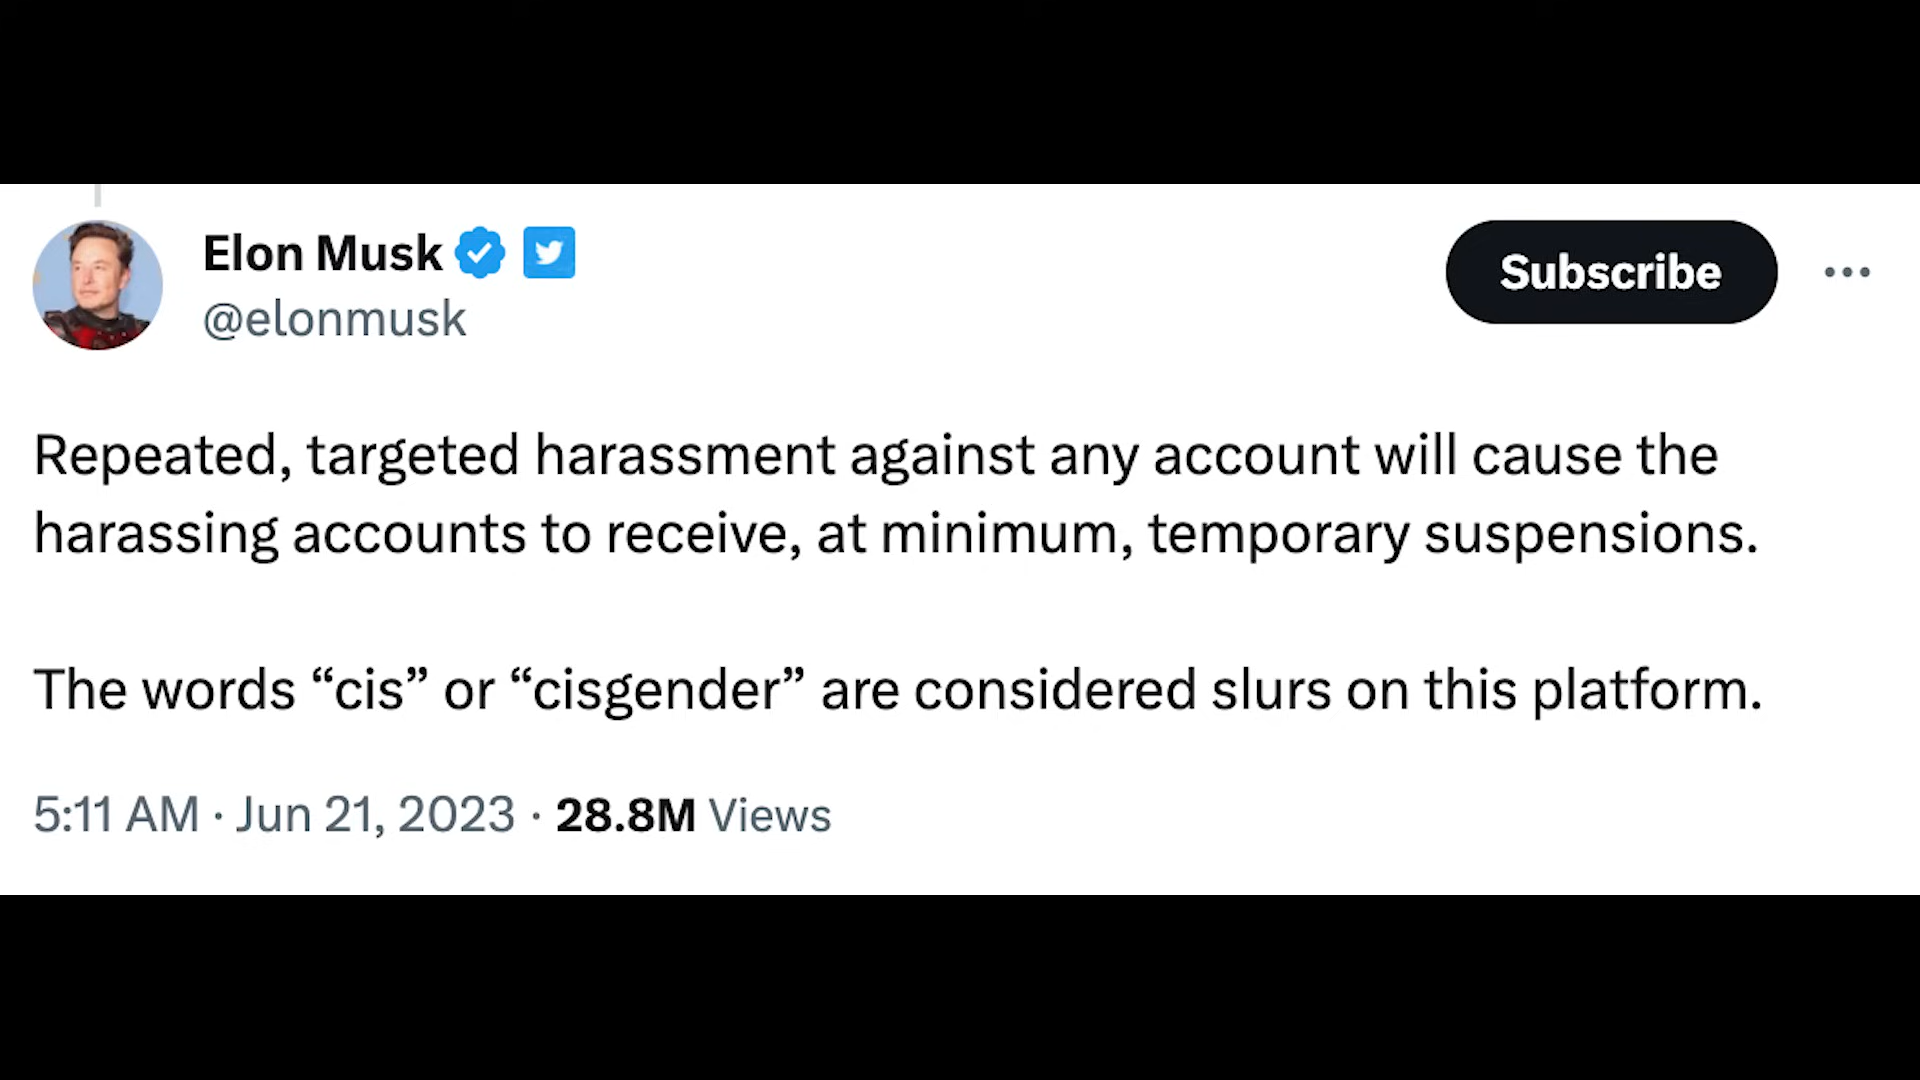 Elon Musk
@elonmusk
Subscribe
Repeated, targeted harassment against any account will cause the
harassing accounts to receive, at minimum, temporary suspensions.
The words “cis” or “cisgender” are considered slurs on this platform.
5:11 AM · Jun 21, 2023 · 28.8M Views